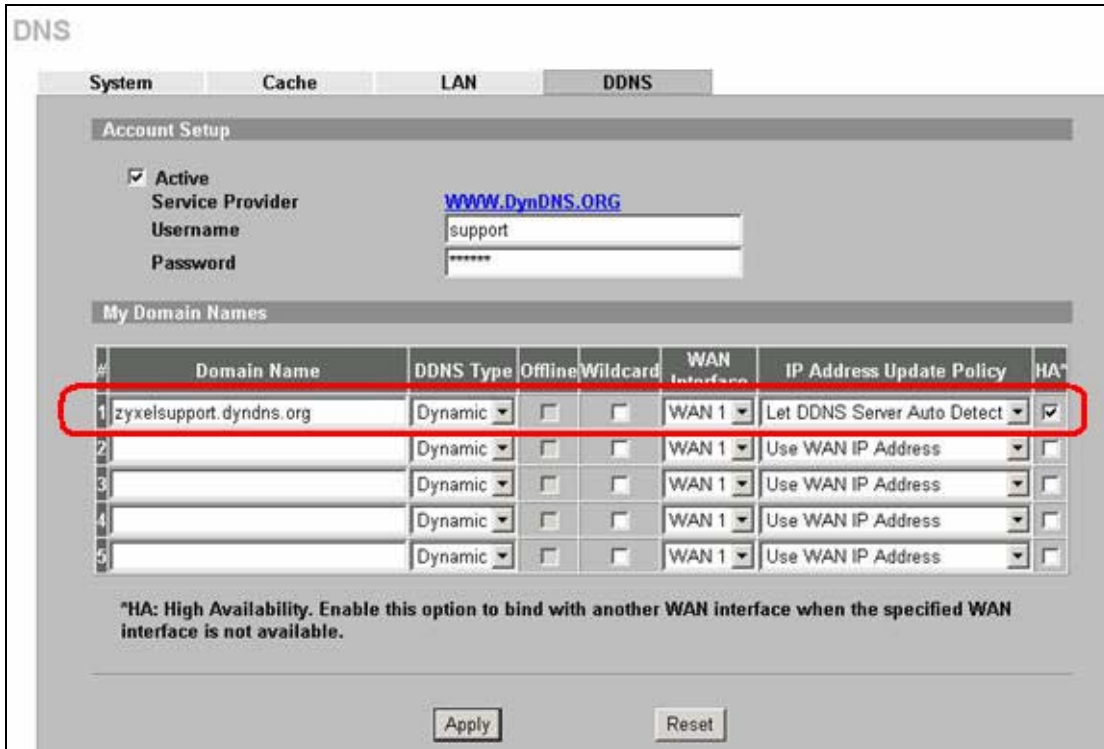 DNS
System Cache LAN DDNS
Account Setup
Active
Service Provider WWW.DynDNS.ORG
Username support
Password ******
My Domain Names
# Domain Name DDNS Type Offline Wildcard WAN Interface IP Address Update Policy HA*
1 zyxelsupport.dyndns.org Dynamic WAN 1 Let DDNS Server Auto Detect
2 Dynamic WAN 1 Use WAN IP Address
3 Dynamic WAN 1 Use WAN IP Address
4 Dynamic WAN 1 Use WAN IP Address
5 Dynamic WAN 1 Use WAN IP Address
*HA: High Availability. Enable this option to bind with another WAN interface when the specified WAN
interface is not available.
Apply Reset